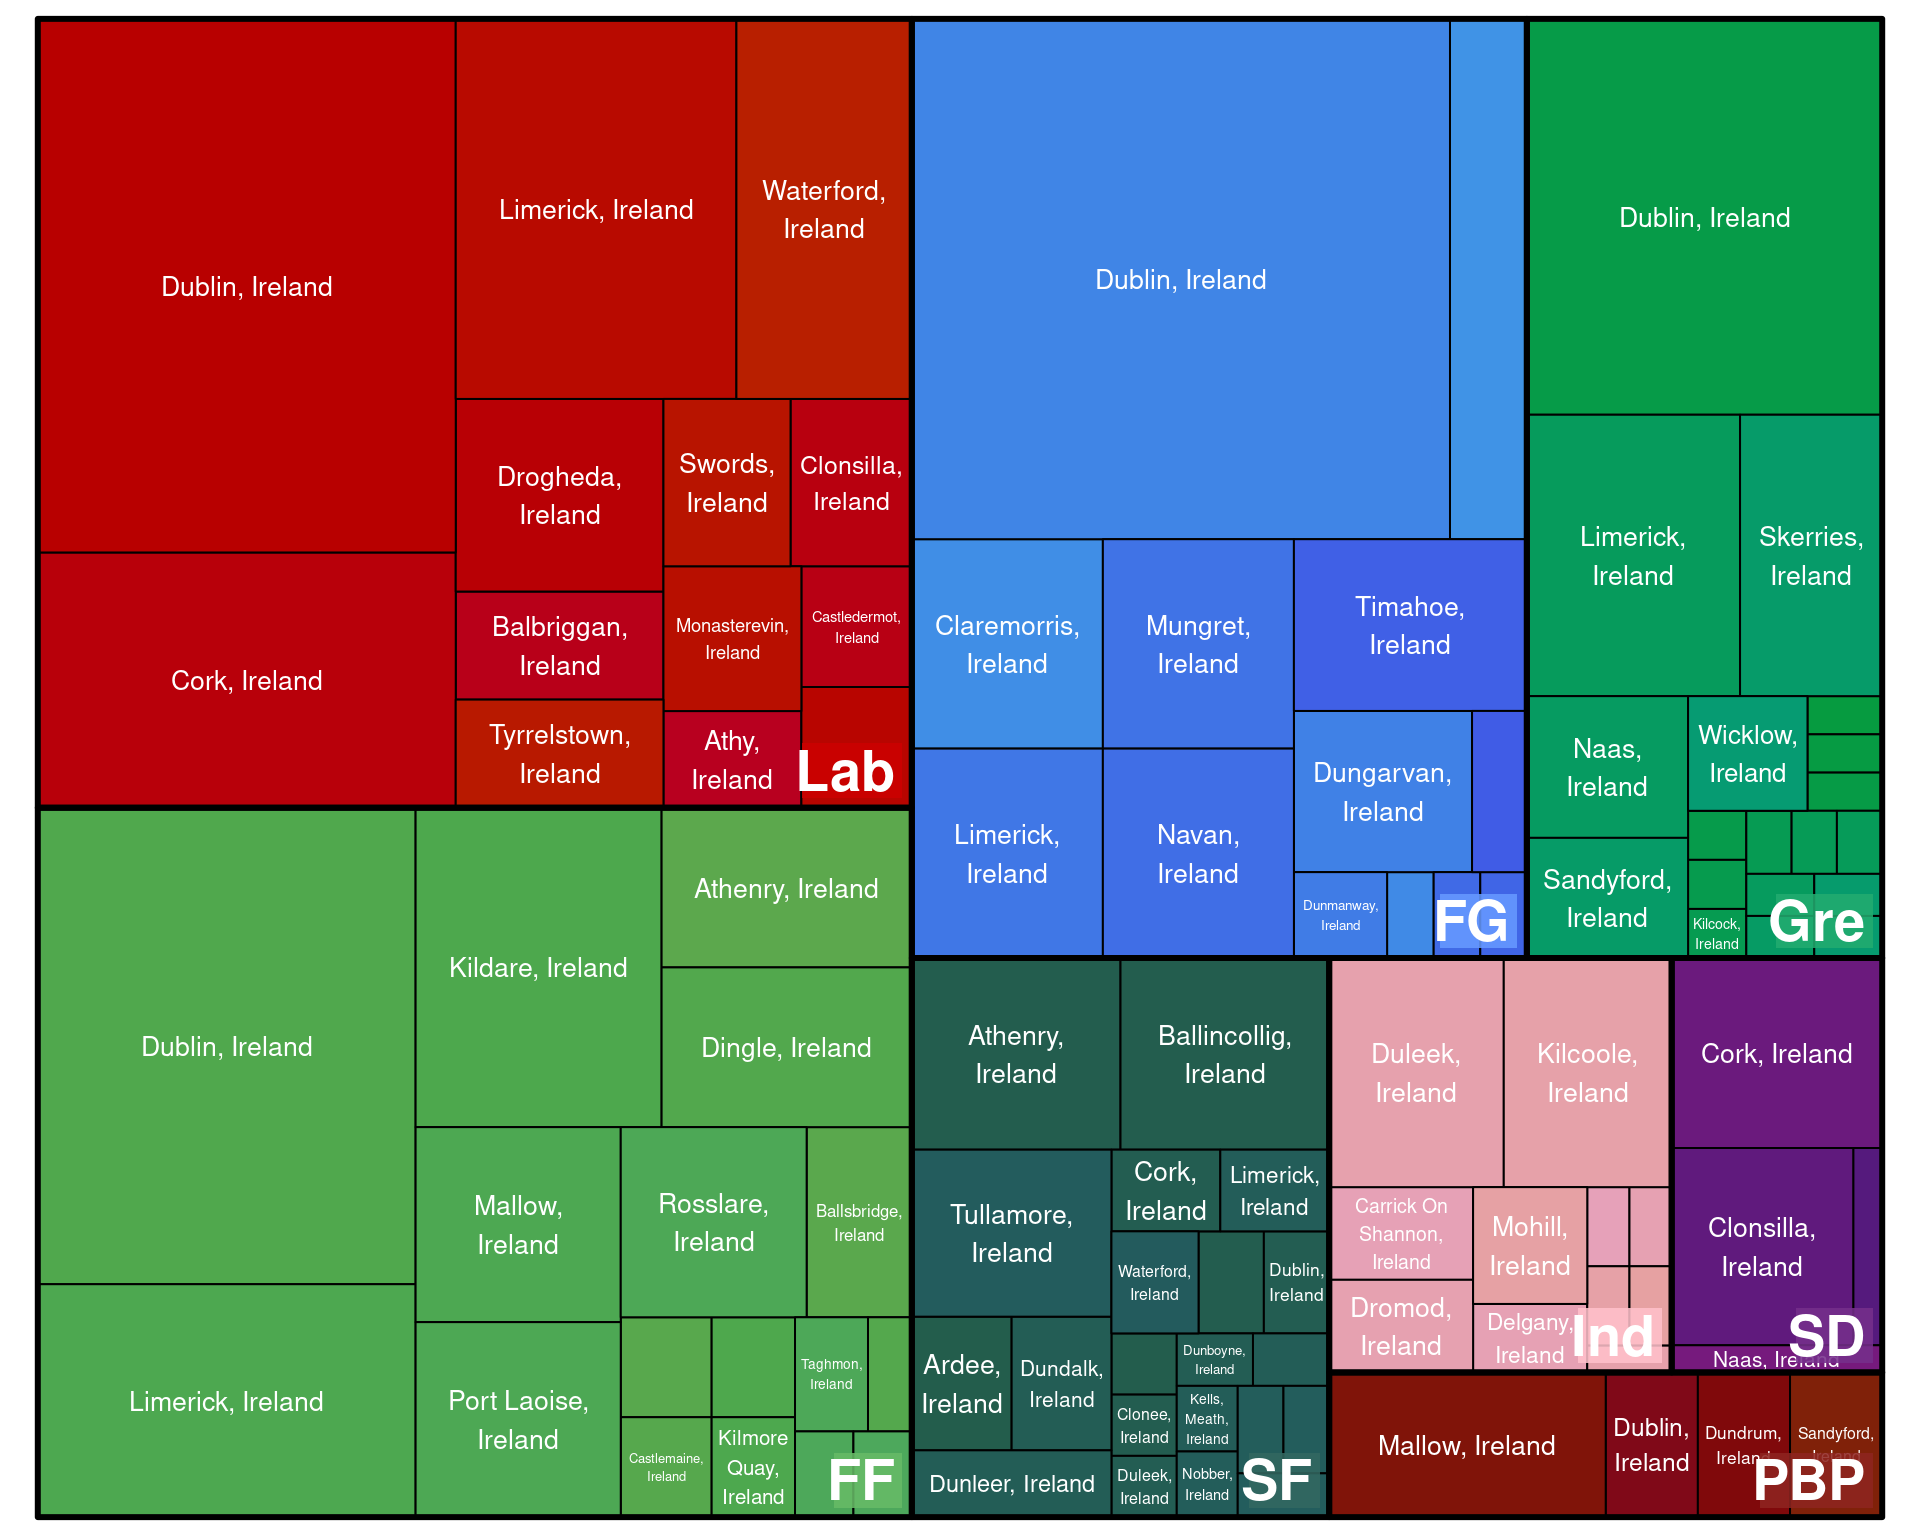 Dublin, Ireland
Limerick, Ireland
Waterford,
Ireland
Drogheda,
Ireland
Swords,
Ireland
Clonsilla,
Ireland
Balbriggan,
Ireland
Monasterevin,
Ireland
Castledermot,
Ireland
Cork, Ireland
Tyrrelstown,
Ireland
Athy,
Ireland
Lab
Dublin, Ireland
Claremorris,
Ireland
Mungret,
Ireland
Timahoe,
Ireland
Limerick,
Ireland
Navan,
Ireland
Dungarvan,
Ireland
Dunmanway,
Ireland
FG
Dublin, Ireland
Limerick,
Ireland
Skerries,
Ireland
Naas,
Ireland
Wicklow,
Ireland
Sandyford,
Ireland
Kilcock,
Ireland
Gre
Dublin, Ireland
Kildare, Ireland
Athenry, Ireland
Dingle, Ireland
Mallow,
Ireland
Rosslare,
Ireland
Ballsbridge,
Ireland
Limerick, Ireland
Port Laoise,
Ireland
Taghmon,
Ireland
Castlemaine,
Ireland
Kilmore
Quay,
Ireland
FF
Athenry,
Ireland
Ballincollig,
Ireland
Tullamore,
Ireland
Cork,
Ireland
Limerick,
Ireland
Waterford,
Ireland
Dublin,
Ireland
Ardee,
Ireland
Dundalk,
Ireland
Dunboyne,
Ireland
Clonee,
Ireland
Kells,
Meath,
Ireland
Dunleer, Ireland
Duleek,
Ireland
Nobber,
Ireland
SF
Duleek,
Ireland
Kilcoole,
Ireland
Carrick On
Shannon,
Ireland
Mohill,
Ireland
Dromod,
Ireland
Delgany,
Ireland
Ind
Cork, Ireland
Clonsilla,
Ireland
Naas, Ireland
SD
Mallow, Ireland
Dublin,
Ireland
Dundrum,
Ireland
Sandyford,
Ireland
PBP